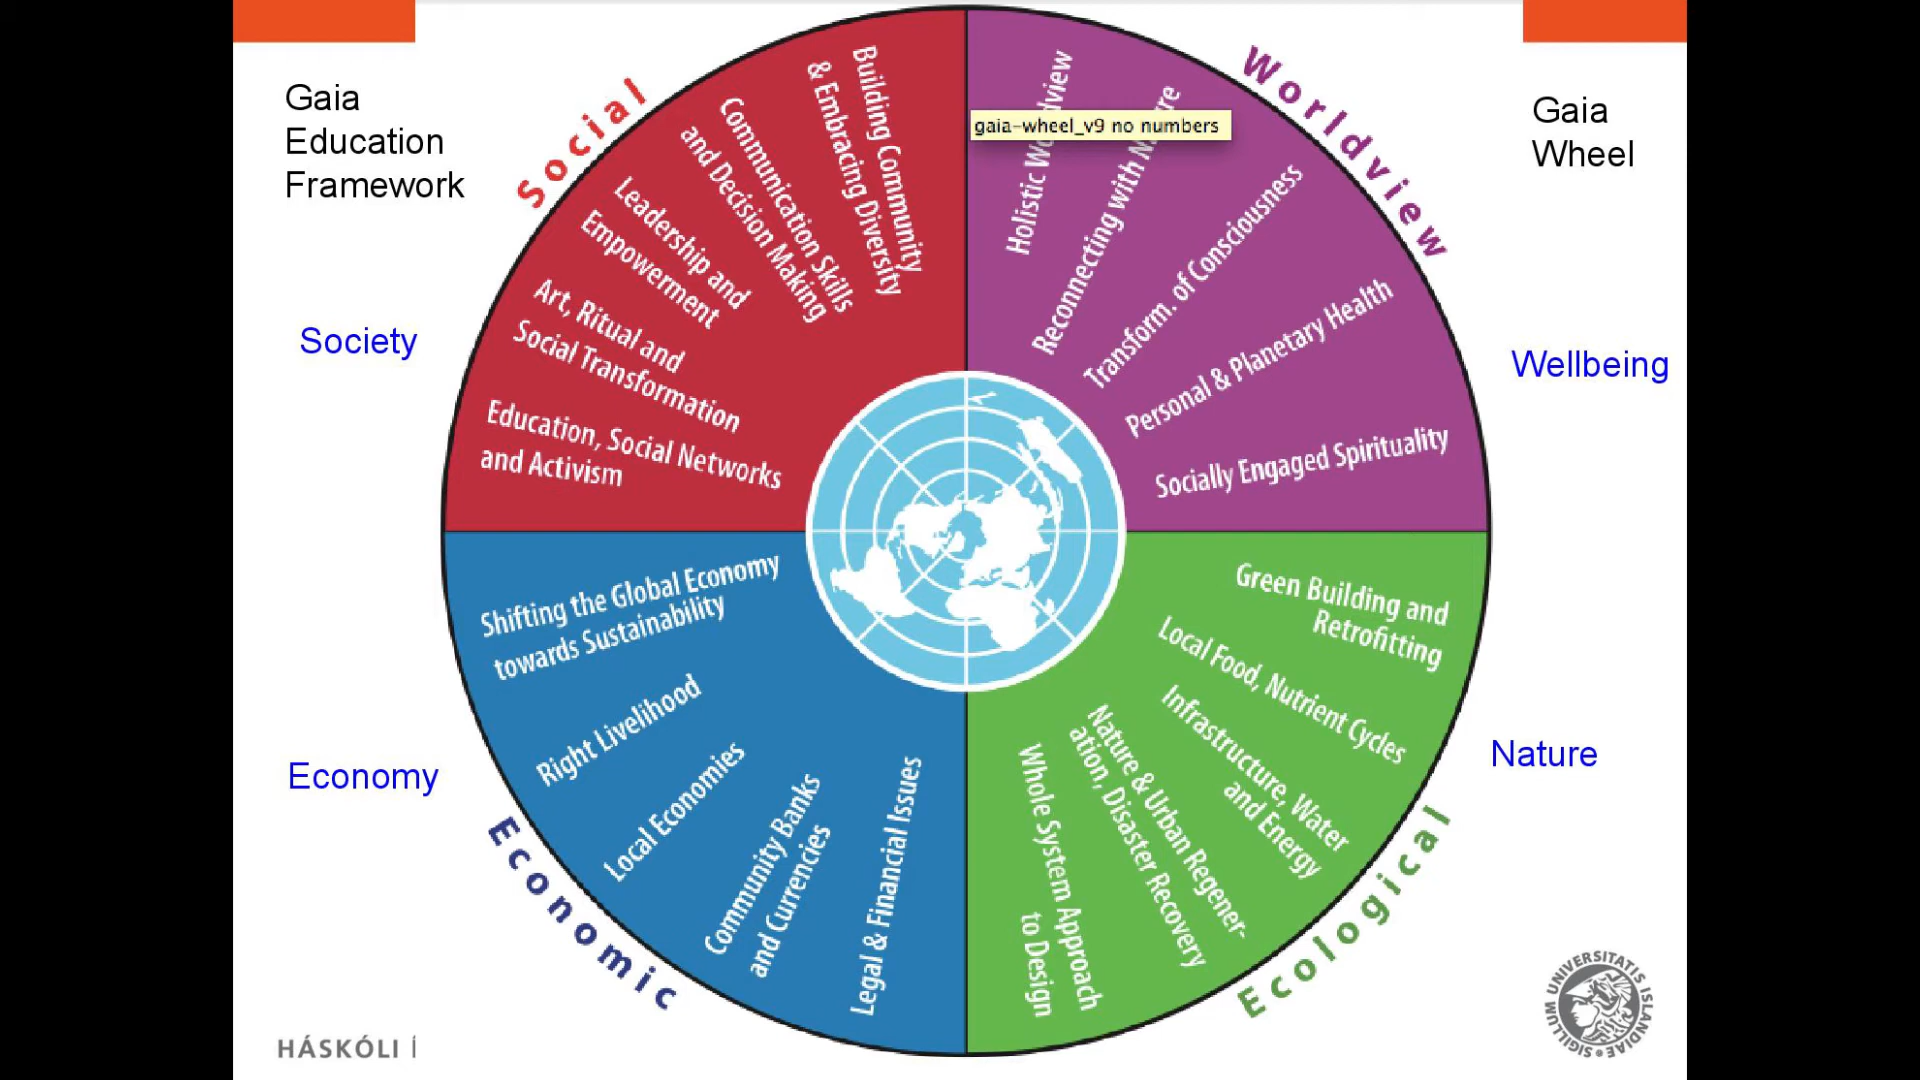 Gaia
Education
Framework
Gaia
Wheel
Social
Building Community
& Embracing Diversity
Communication Skills
and Decision Making
Leadership and
Empowerment
Art, Ritual and
Social Transformation
Education, Social Networks
and Activism
Society
Worldview
gaia-wheel_v9 no numbers
Holistic Wo view
Reconnecting with N re
Transform. of Consciousness
Personal & Planetary Health
Socially Engaged Spirituality
Wellbeing
Shifting the Global Economy
towards Sustainability
Right Livelihood
Local Economies
Community Banks
and Currencies
Legal & Financial Issues
Economy
Economic
Green Building and
Retrofitting
Local Food, Nutrient Cycles
Infrastructure, Water
and Energy
Nature & Urban Regener-
ation, Disaster Recovery
Whole System Approach
to Design
Nature
Ecological
HÁSKÓLI Í
SIGILLUM UNIVERSITATIS ISLANDIAE